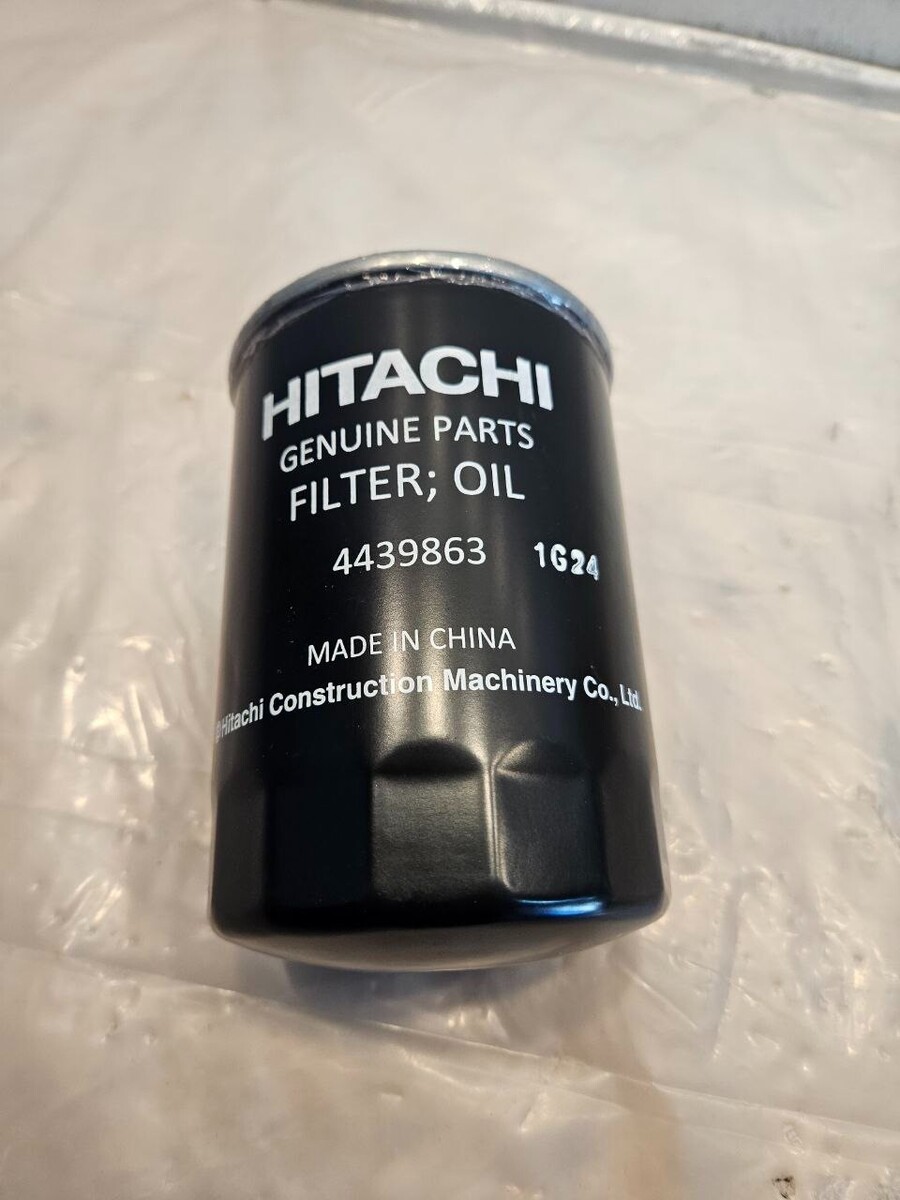 HITACHI
GENUINE PARTS
FILTER; OIL
4439863 1G24
MADE IN CHINA
©Hitachi Construction Machinery Co., Ltd.